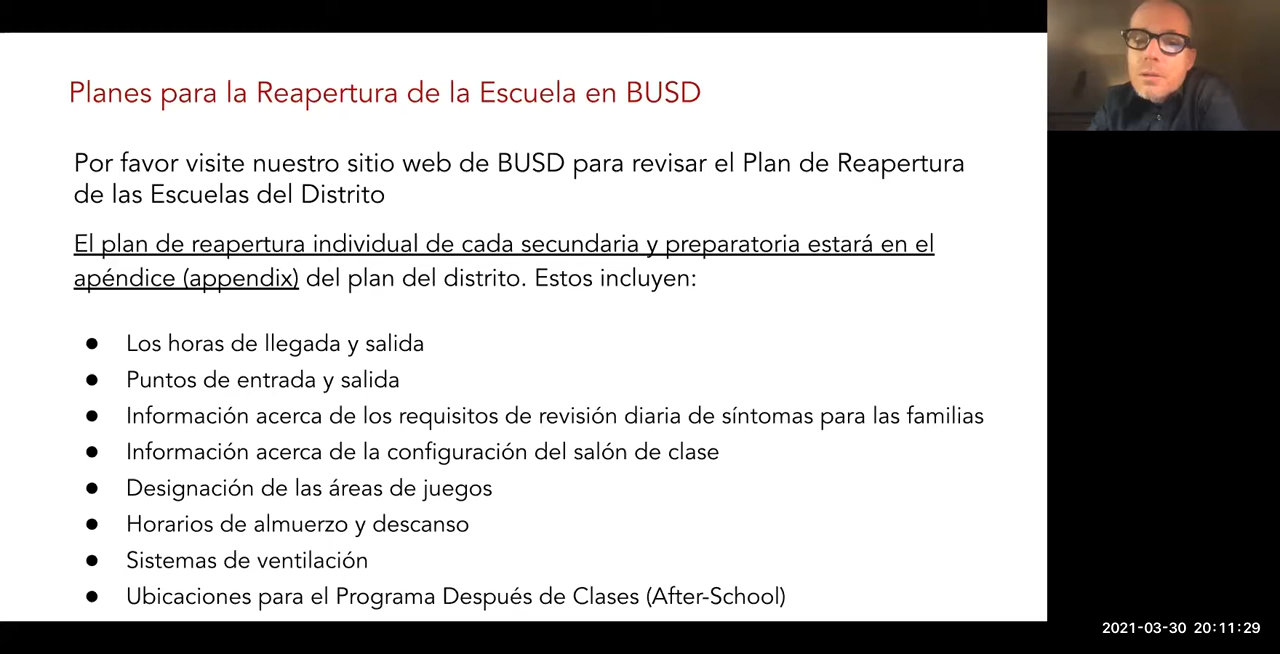 Planes para la Reapertura de la Escuela en BUSD
Por favor visite nuestro sitio web de BUSD para revisar el Plan de Reapertura
de las Escuelas del Distrito
El plan de reapertura individual de cada secundaria y preparatoria estará en el
apéndice (appendix) del plan del distrito. Estos incluyen:
● Los horas de llegada y salida
● Puntos de entrada y salida
● Información acerca de los requisitos de revisión diaria de síntomas para las familias
● Información acerca de la configuración del salón de clase
● Designación de las áreas de juegos
● Horarios de almuerzo y descanso
● Sistemas de ventilación
● Ubicaciones para el Programa Después de Clases (After-School)
2021-03-30 20:11:29